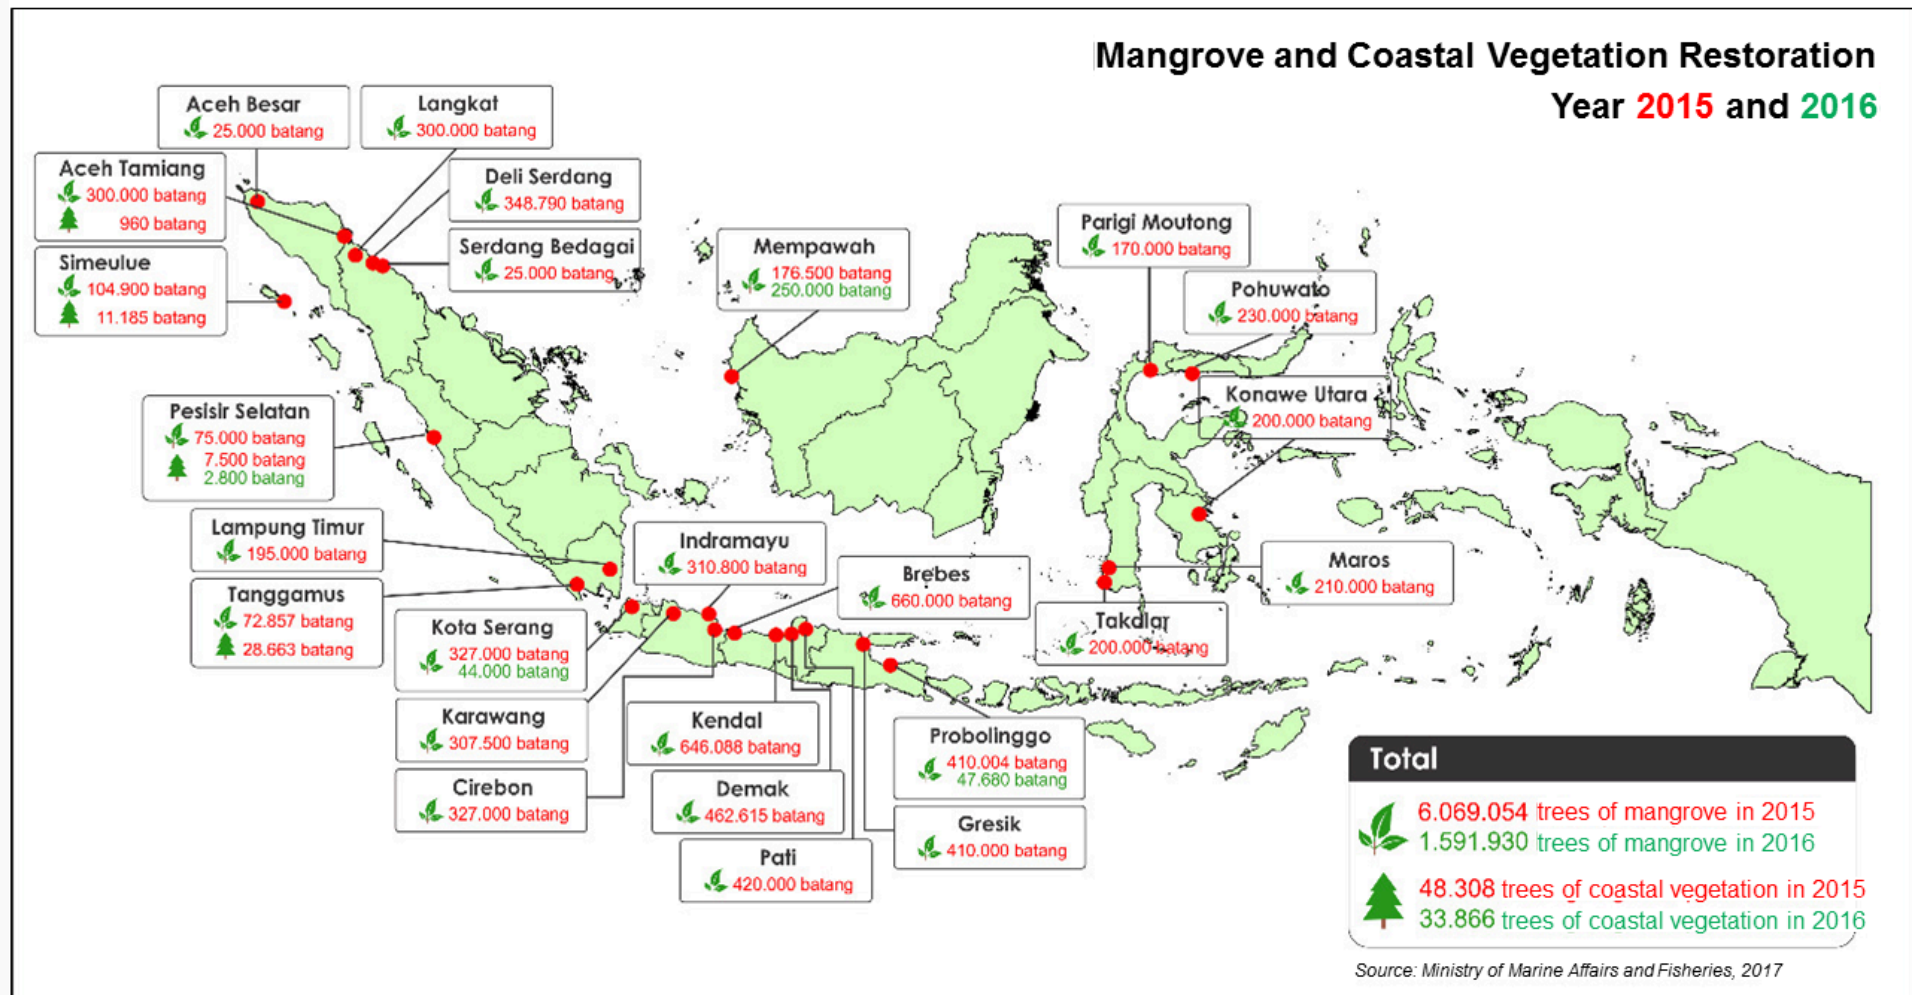 Mangrove and Coastal Vegetation Restoration
Year 2015 and 2016
Aceh Besar
25.000 batang
Langkat
300.000 batang
Aceh Tamiang
300.000 batang
960 batang
Deli Serdang
348.790 batang
Serdang Bedagai
25.000 batang
Simeulue
104.900 batang
11.185 batang
Mempawah
176.500 batang
250.000 batang
Parigi Moutong
170.000 batang
Pohuwato
230.000 batang
Konawe Utara
200.000 batang
Pesisir Selatan
75.000 batang
7.500 batang
2.800 batang
Lampung Timur
195.000 batang
Indramayu
310.800 batang
Brebes
660.000 batang
Maros
210.000 batang
Tanggamus
72.857 batang
28.663 batang
Kota Serang
327.000 batang
44.000 batang
Takdlar
200.000 batang
Karawang
307.500 batang
Kendal
646.088 batang
Probolinggo
410.004 batang
47.680 batang
Cirebon
327.000 batang
Demak
462.615 batang
Gresik
410.000 batang
Pati
420.000 batang
Total
6.069.054 trees of mangrove in 2015
1.591.930 trees of mangrove in 2016
48.308 trees of coastal vegetation in 2015
33.866 trees of coastal vegetation in 2016
Source: Ministry of Marine Affairs and Fisheries, 2017